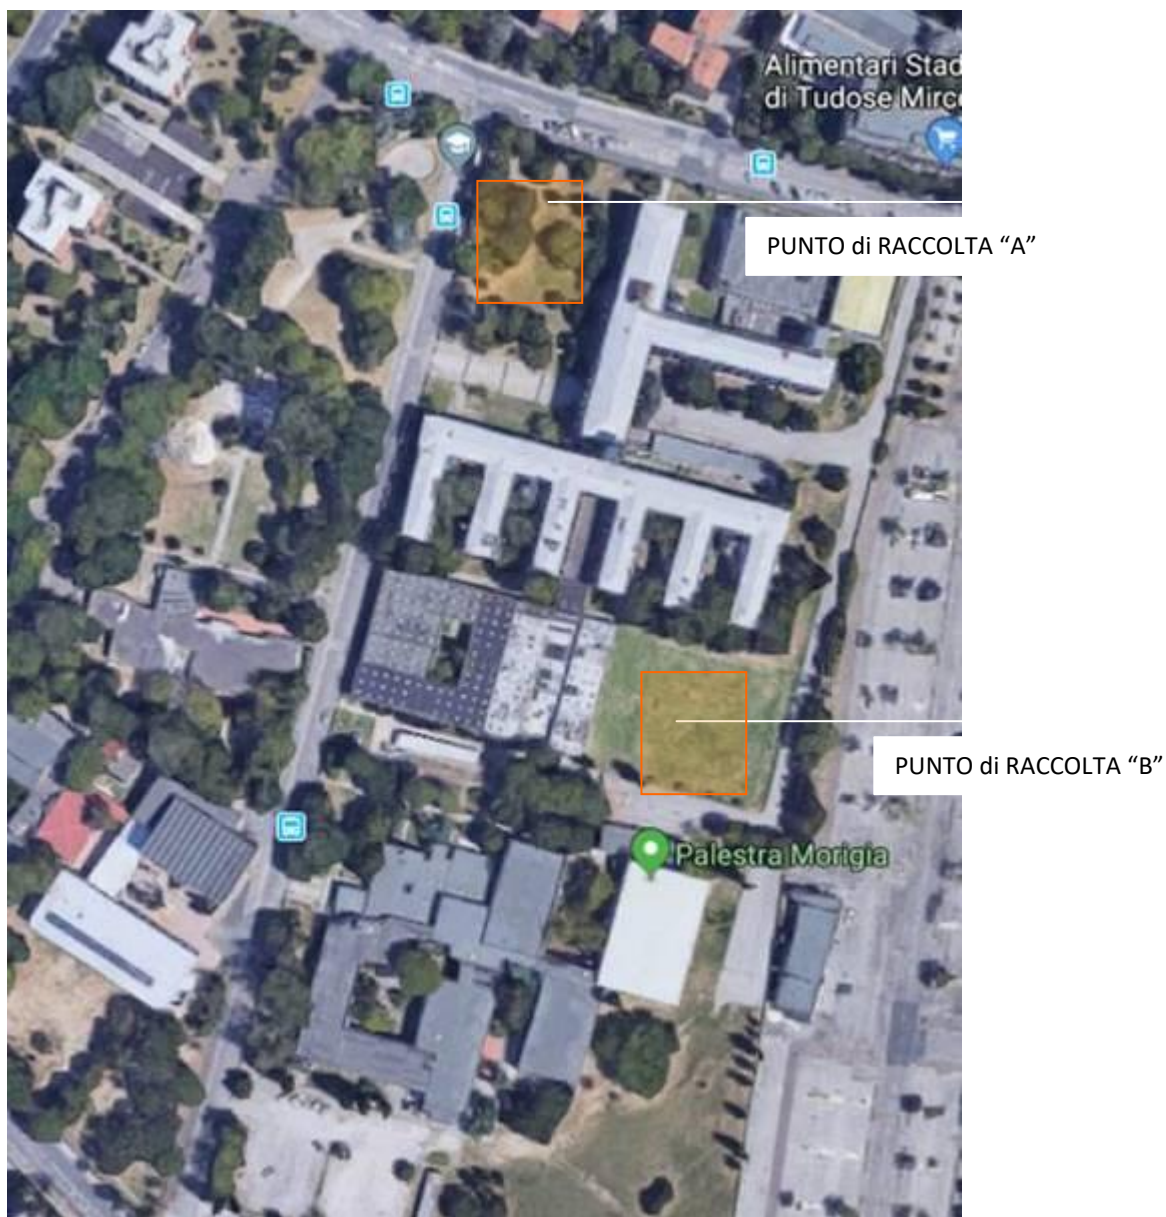 Alimentari Stad
di Tudose Mirc
PUNTO di RACCOLTA “A”
PUNTO di RACCOLTA “B”
Palestra Morigia